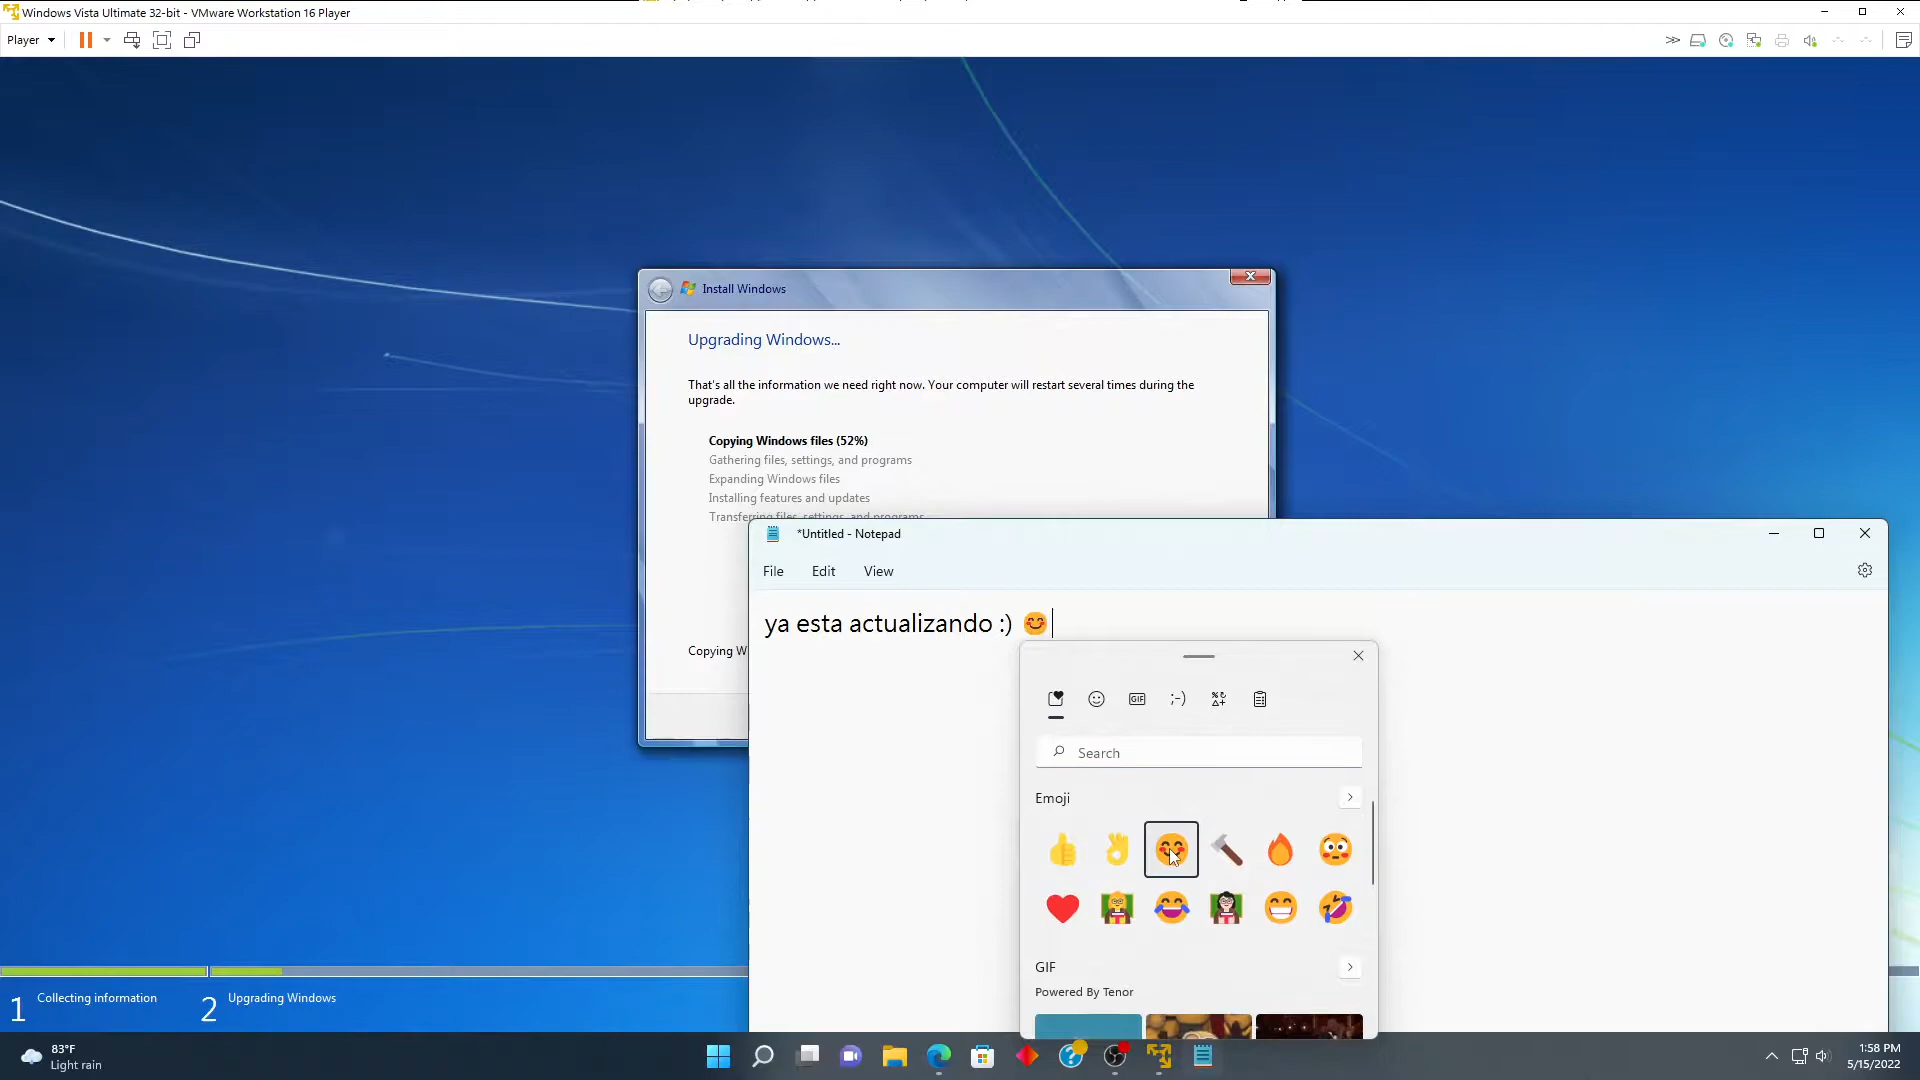 Windows Vista Ultimate 32-bit - VMware Workstation 16 Player
Player
Install Windows
Upgrading Windows...
That's all the information we need right now. Your computer will restart several times during the
upgrade.
Copying Windows files (52%)
Gathering files, settings, and programs
Expanding Windows files
Installing features and updates
Transferring files, settings, and programs
Copying W
*Untitled - Notepad
File Edit View
ya esta actualizando :) 😊
GIF ;-)
Search
Emoji
GIF
Powered By Tenor
1 Collecting information
2 Upgrading Windows
83°F
Light rain
1:58 PM
5/15/2022